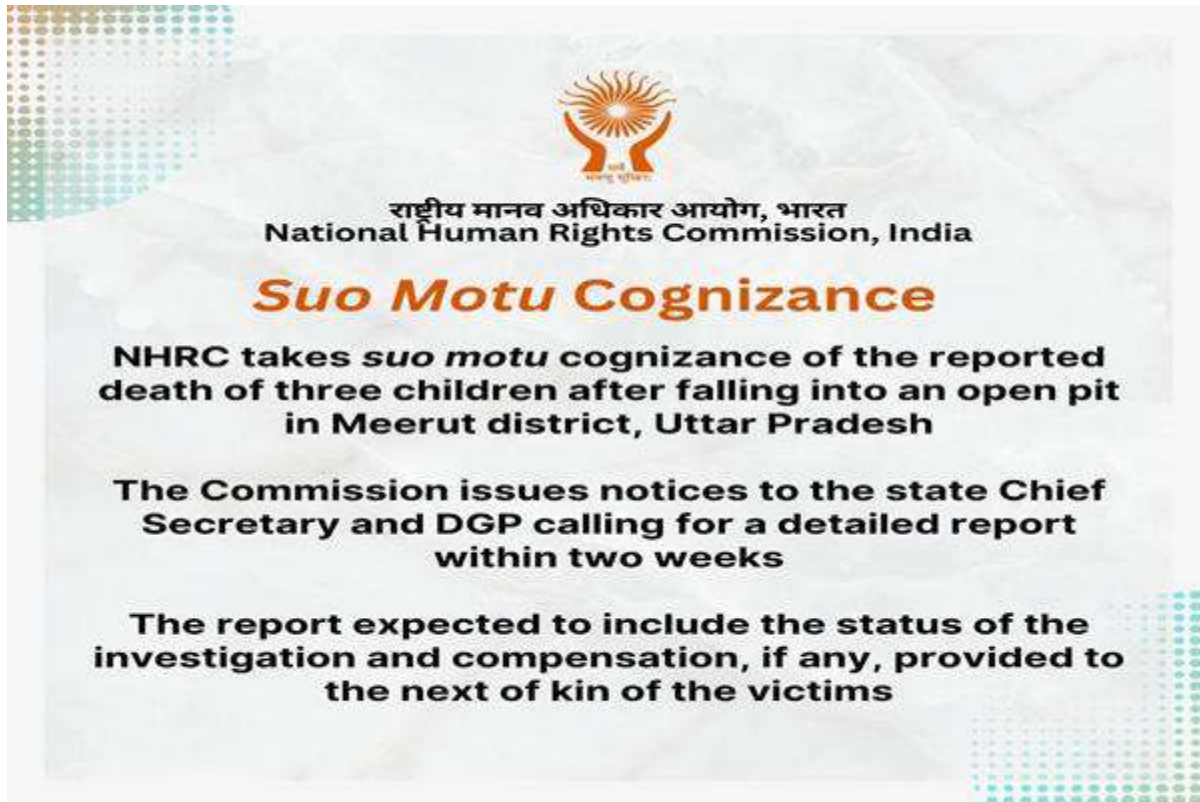 राष्ट्रीय मानव अधिकार आयोग, भारत
National Human Rights Commission, India
Suo Motu Cognizance
NHRC takes suo motu cognizance of the reported
death of three children after falling into an open pit
in Meerut district, Uttar Pradesh
The Commission issues notices to the state Chief
Secretary and DGP calling for a detailed report
within two weeks
The report expected to include the status of the
investigation and compensation, if any, provided to
the next of kin of the victims